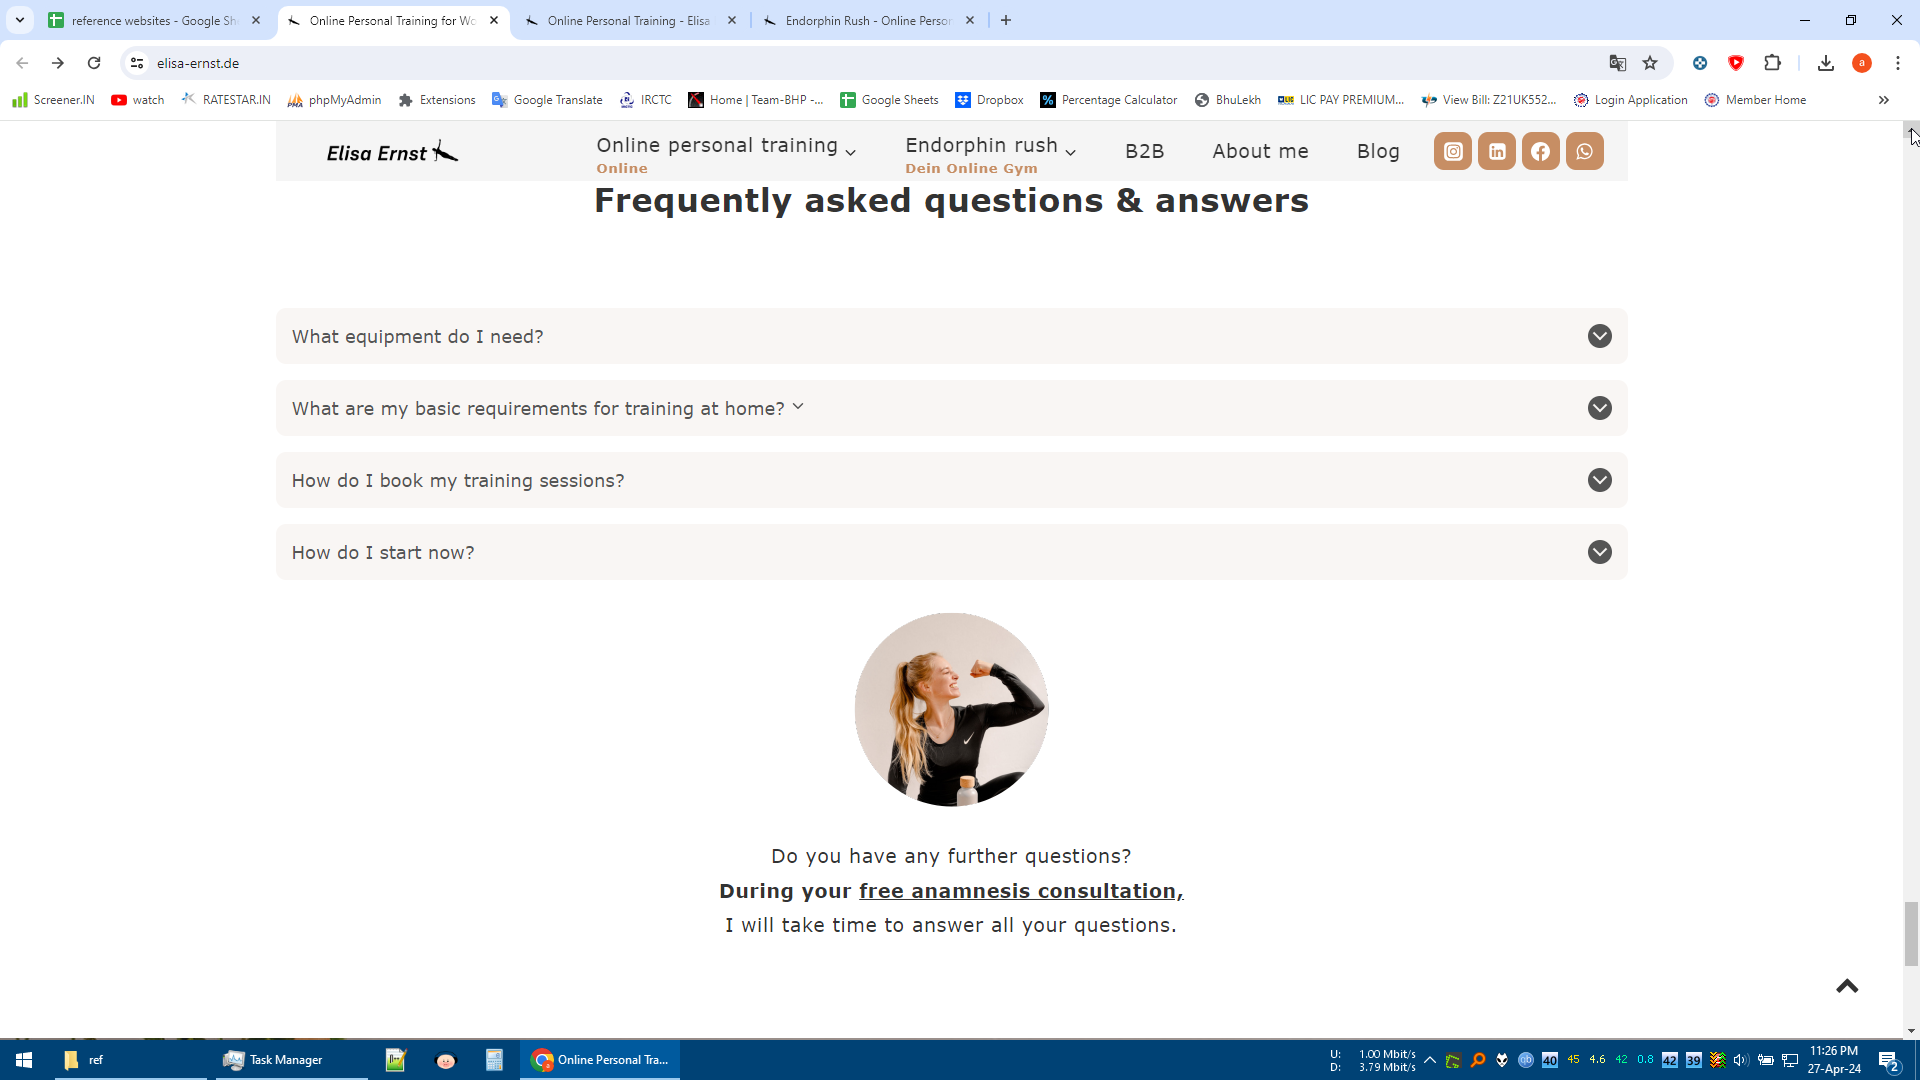 reference websites - Google She
Online Personal Training for Wo
Online Personal Training - Elisa
Endorphin Rush - Online Person
elisa-ernst.de
Screener.IN
watch
RATESTAR.IN
phpMyAdmin
Extensions
Google Translate
IRCTC
Home | Team-BHP -...
Google Sheets
Dropbox
Percentage Calculator
BhuLekh
LIC PAY PREMIUM...
View Bill: Z21UK552...
Login Application
Member Home
Elisa Ernst
Online personal training
Online
Endorphin rush
Dein Online Gym
B2B
About me
Blog
Frequently asked questions & answers
What equipment do I need?
What are my basic requirements for training at home?
How do I book my training sessions?
How do I start now?
Do you have any further questions?
During your free anamnesis consultation,
I will take time to answer all your questions.
ref
Task Manager
Online Personal Tra...
U: 1.00 Mbit/s
D: 3.79 Mbit/s
40 45 4.6 42 0.8 42 39
11:26 PM
27-Apr-24
2